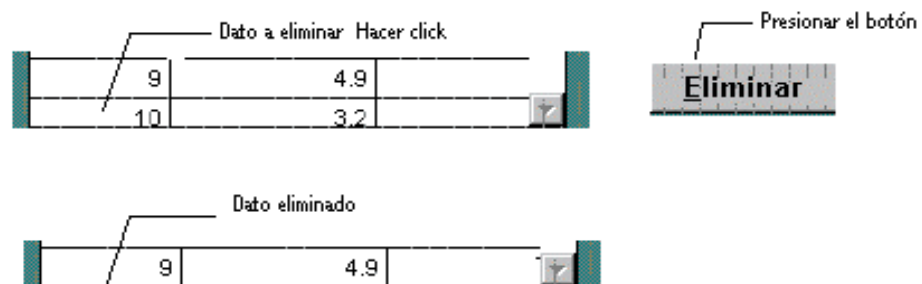 Dato a eliminar Hacer click
Presionar el botón
9 4.9
Eliminar
10 3.2
Dato eliminado
9 4.9